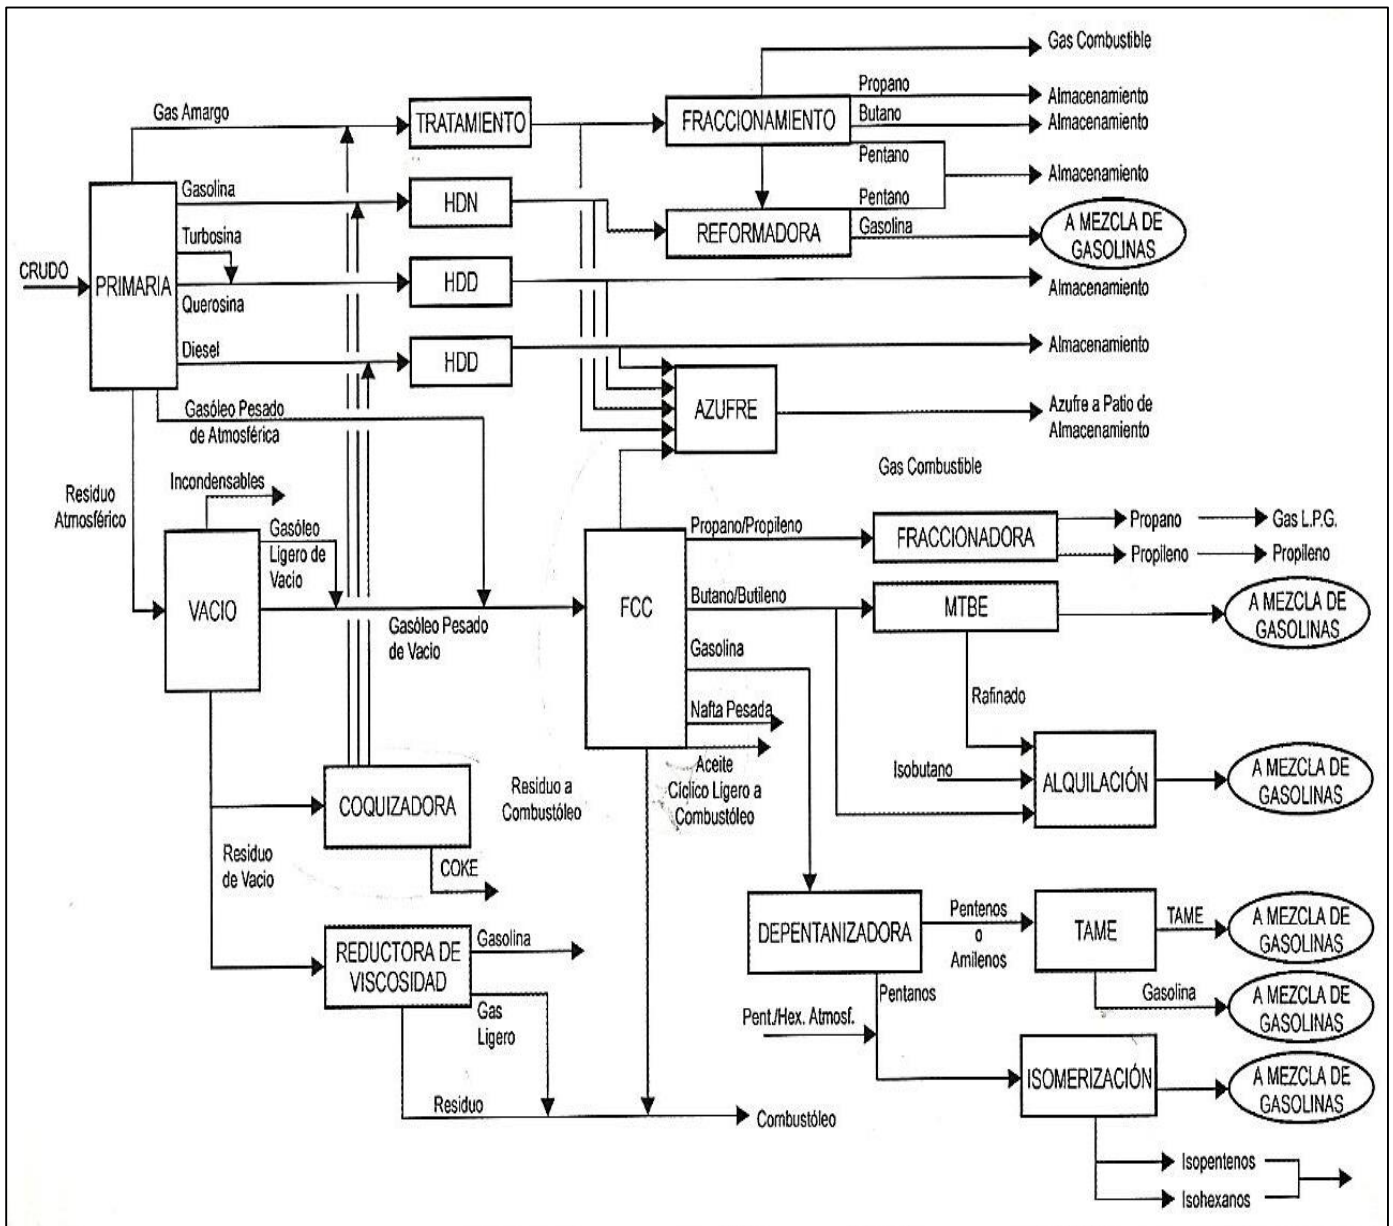 Gas Combustible
Propano
Almacenamiento
Gas Amargo
TRATAMIENTO
FRACCIONAMIENTO
Butano
Almacenamiento
Pentano
Almacenamiento
Gasolina
HDN
Pentano
REFORMADORA
Gasolina
A MEZCLA DE
GASOLINAS
Turbosina
CRUDO
PRIMARIA
HDD
Almacenamiento
Querosina
Diesel
HDD
Almacenamiento
Gasóleo Pesado
de Atmosférica
AZUFRE
Azufre a Patio de
Almacenamiento
Gas Combustible
Residuo
Atmosférico
Incondensables
Gasóleo
Ligero de
Vacio
VACIO
Gasóleo Pesado
de Vacio
FCC
Propano/Propileno
FRACCIONADORA
Propano
Gas L.P.G.
Propileno
Propileno
Butano/Butileno
MTBE
A MEZCLA DE
GASOLINAS
Gasolina
Rafinado
Nafta Pesada
Aceite
Cíclico Ligero a
Combustóleo
Isobutano
ALQUILACIÓN
A MEZCLA DE
GASOLINAS
COQUIZADORA
Residuo a
Combustóleo
Residuo
de Vacio
COKE
DEPENTANIZADORA
Pentenos
o
Amilenos
TAME
TAME
A MEZCLA DE
GASOLINAS
REDUCTORA DE
VISCOSIDAD
Gasolina
Gas
Ligero
Pentanos
Gasolina
A MEZCLA DE
GASOLINAS
Pent./Hex. Atmosf.
ISOMERIZACIÓN
A MEZCLA DE
GASOLINAS
Residuo
Combustóleo
Isopentenos
Isohexanos